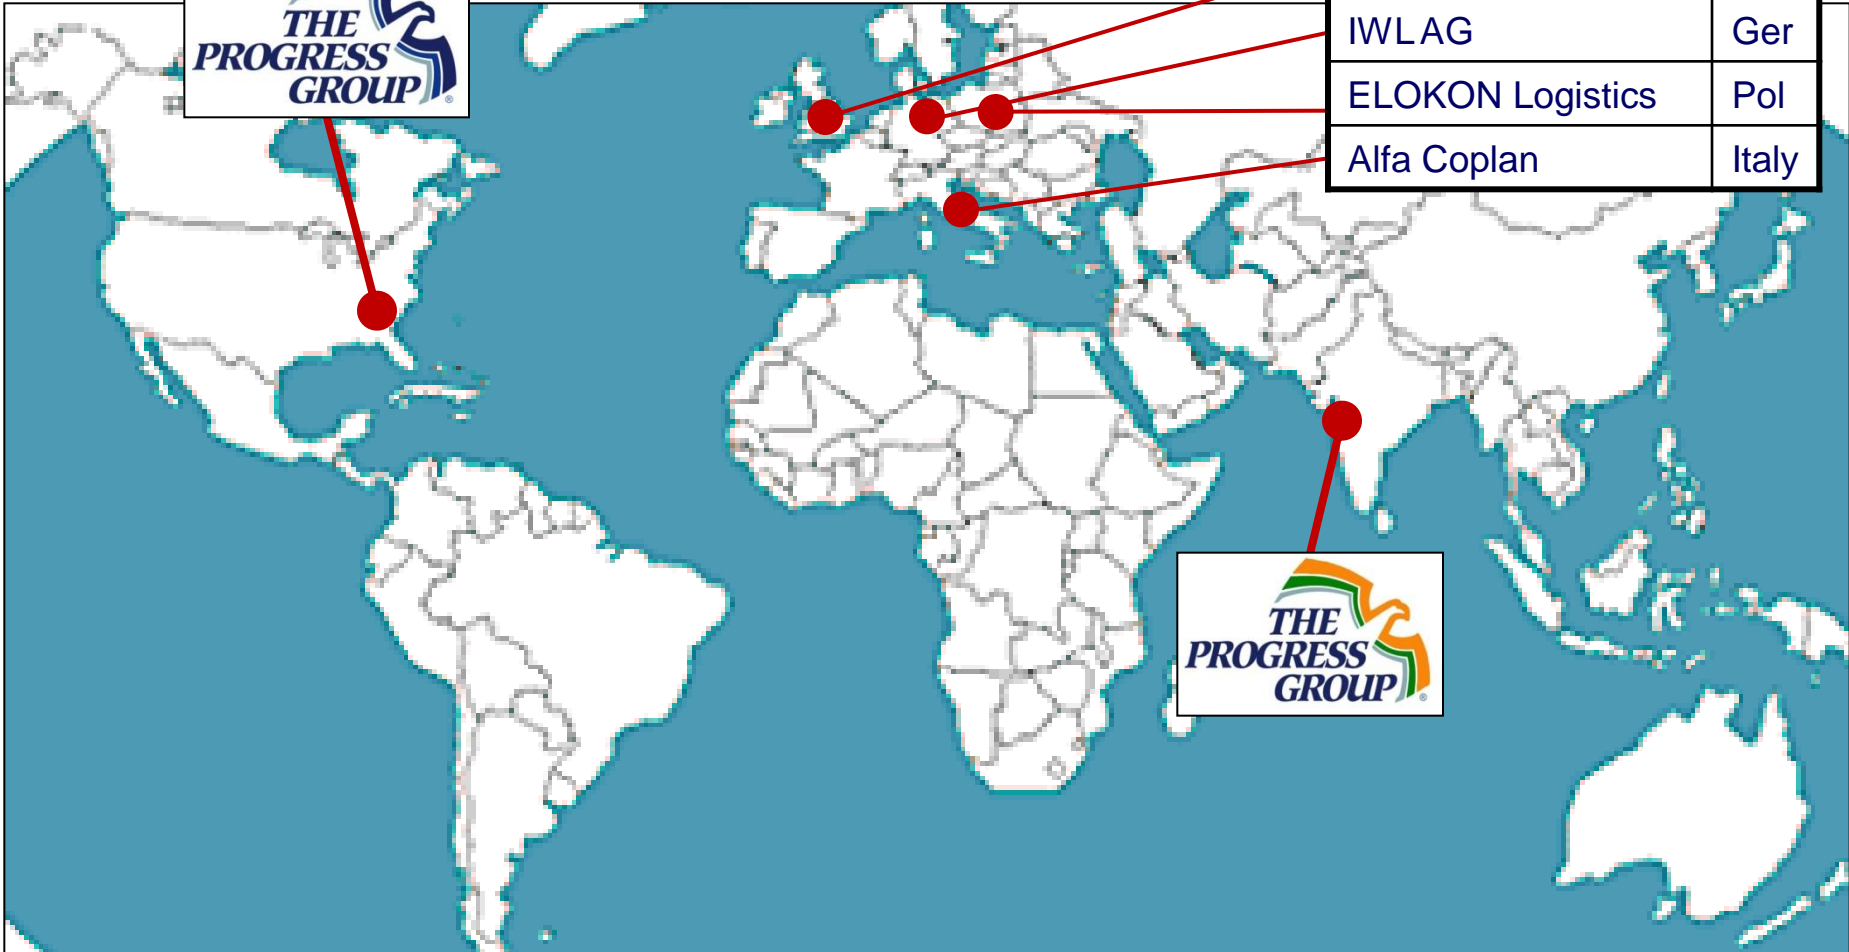 THE
PROGRESS
GROUP®
IWL AG Ger
ELOKON Logistics Pol
Alfa Coplan Italy
THE
PROGRESS
GROUP®